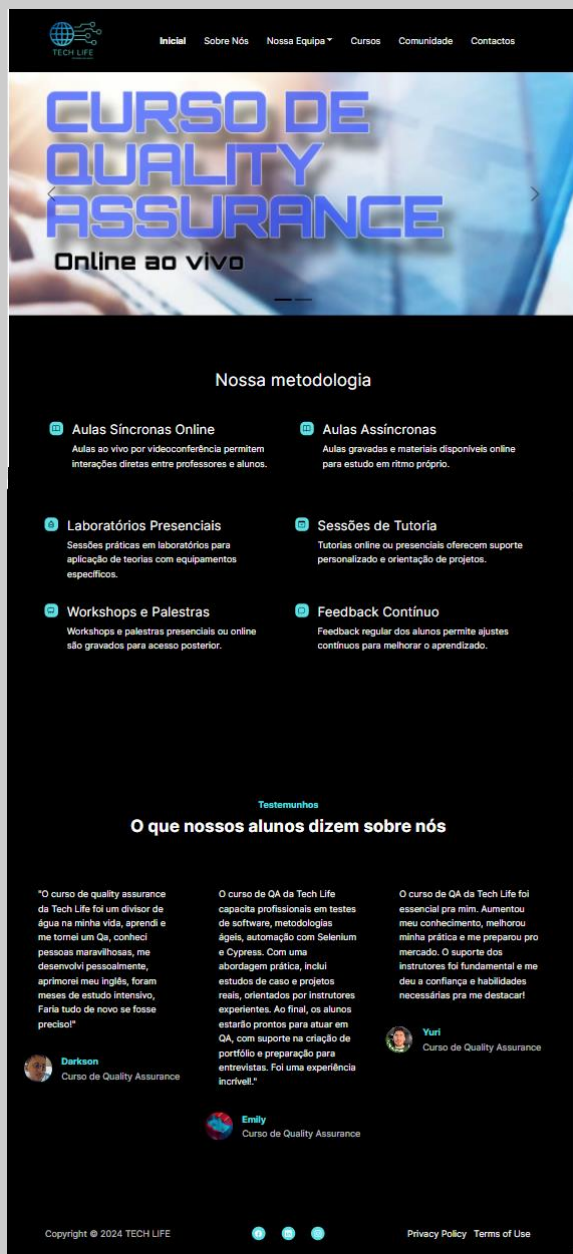 TECH LIFE
Inicial Sobre Nós Nossa Equipa Cursos Comunidade Contactos
CURSO DE
QUALITY
ASSURANCE
Online ao vivo
Nossa metodologia
Aulas Síncronas Online
Aulas ao vivo por videoconferência permitem
interações diretas entre professores e alunos.
Aulas Assíncronas
Aulas gravadas e materiais disponíveis online
para estudo em ritmo próprio.
Laboratórios Presenciais
Sessões práticas em laboratórios para
aplicação de teorias com equipamentos
específicos.
Sessões de Tutoria
Tutorias online ou presenciais oferecem suporte
personalizado e orientação de projetos.
Workshops e Palestras
Workshops e palestras presenciais ou online
são gravados para acesso posterior.
Feedback Contínuo
Feedback regular dos alunos permite ajustes
contínuos para melhorar o aprendizado.
Testemunhos
O que nossos alunos dizem sobre nós
"O curso de quality assurance
da Tech Life foi um divisor de
água na minha vida, aprendi e
me tornei um Qa, conheci
pessoas maravilhosas, me
desenvolvi pessoalmente,
aprimorei meu inglês, foram
meses de estudo intensivo,
Faria tudo de novo se fosse
preciso!"
Darkson
Curso de Quality Assurance
O curso de QA da Tech Life
capacita profissionais em testes
de software, metodologias
ágeis, automação com Selenium
e Cypress. Com uma
abordagem prática, inclui
estudos de caso e projetos
reais, orientados por instrutores
experientes. Ao final, os alunos
estarão prontos para atuar em
QA, com suporte na criação de
portfólio e preparação para
entrevistas. Foi uma experiência
incrível!."
Emily
Curso de Quality Assurance
O curso de QA da Tech Life foi
essencial pra mim. Aumentou
meu conhecimento, melhorou
minha prática e me preparou pro
mercado. O suporte dos
instrutores foi fundamental e me
deu a confiança e habilidades
necessárias pra me destacar!
Yuri
Curso de Quality Assurance
Copyright © 2024 TECH LIFE
Privacy Policy Terms of Use